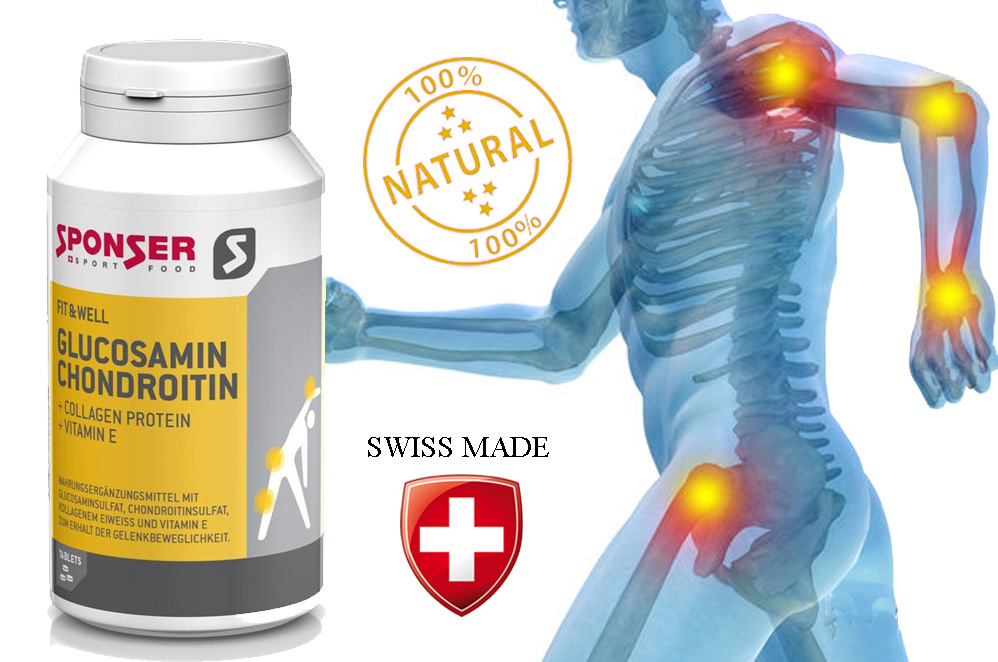 SPONSER
SPORT FOOD
FIT & WELL
GLUCOSAMIN
CHONDROITIN
+ COLLAGEN PROTEIN
+ VITAMIN E
NAHRUNGSERGÄNZUNGSMITTEL MIT
GLUCOSAMINSULFAT, CHONDROITINSULFAT,
KOLLAGENEM EIWEISS UND VITAMIN E
ZUM ERHALT DER GELENKBEWEGLICHKEIT.
TABLETS
100%
NATURAL
100%
SWISS MADE